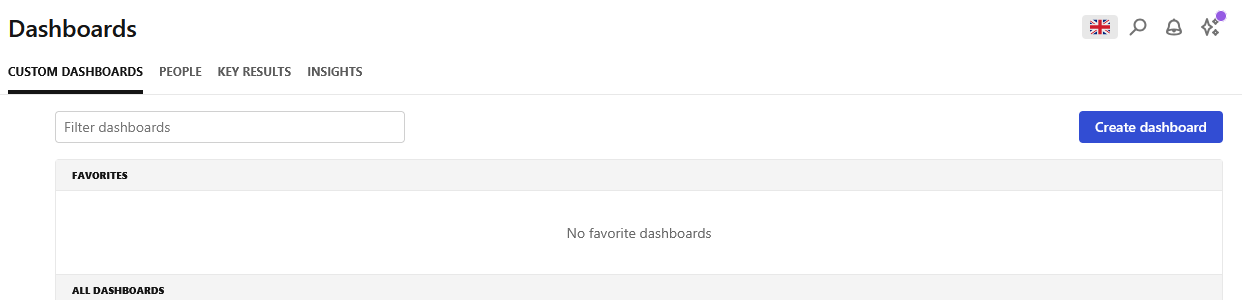 Dashboards
CUSTOM DASHBOARDS PEOPLE KEY RESULTS INSIGHTS
Filter dashboards Create dashboard
FAVORITES
No favorite dashboards
ALL DASHBOARDS